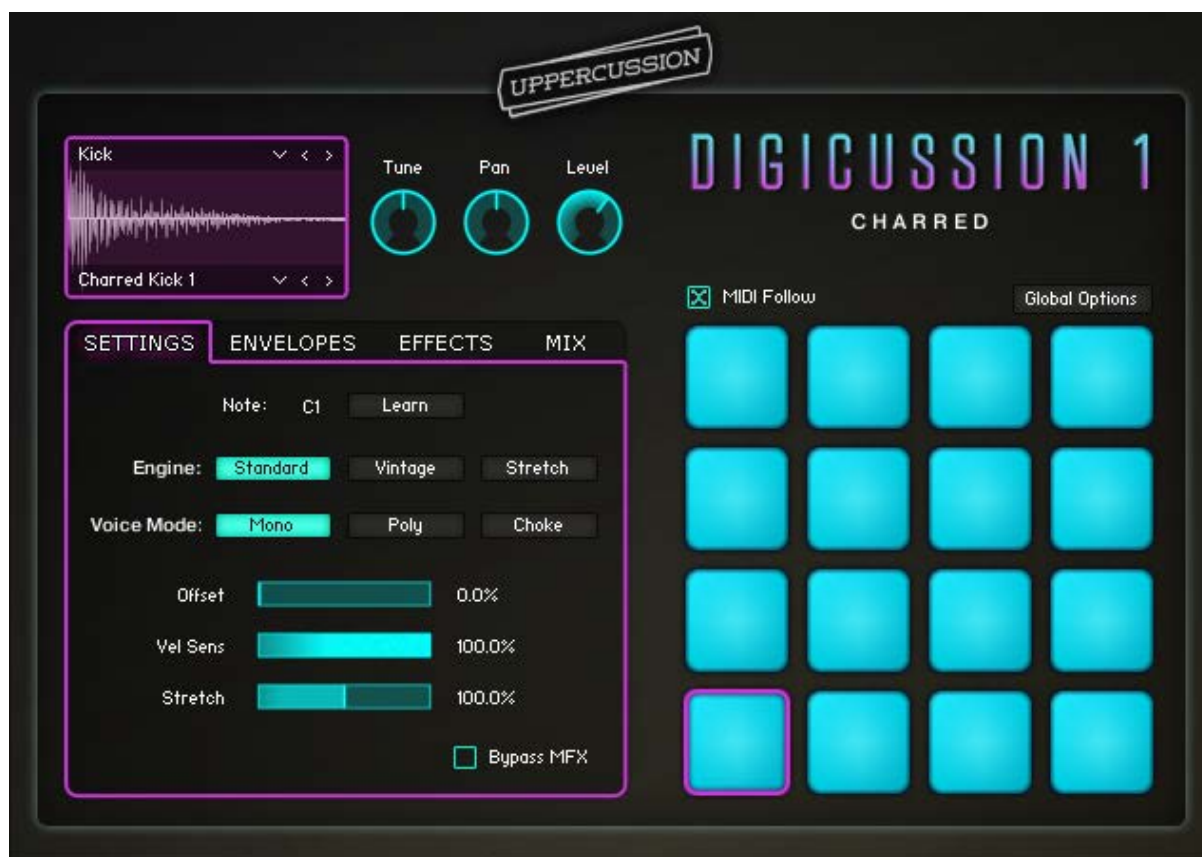 UPPERCUSSION
Kick
Charred Kick 1
Tune Pan Level
DIGICUSSION 1
CHARRED
MIDI Follow Global Options
SETTINGS ENVELOPES EFFECTS MIX
Note: C1 Learn
Engine: Standard Vintage Stretch
Voice Mode: Mono Poly Choke
Offset 0.0%
Vel Sens 100.0%
Stretch 100.0%
Bypass MFX